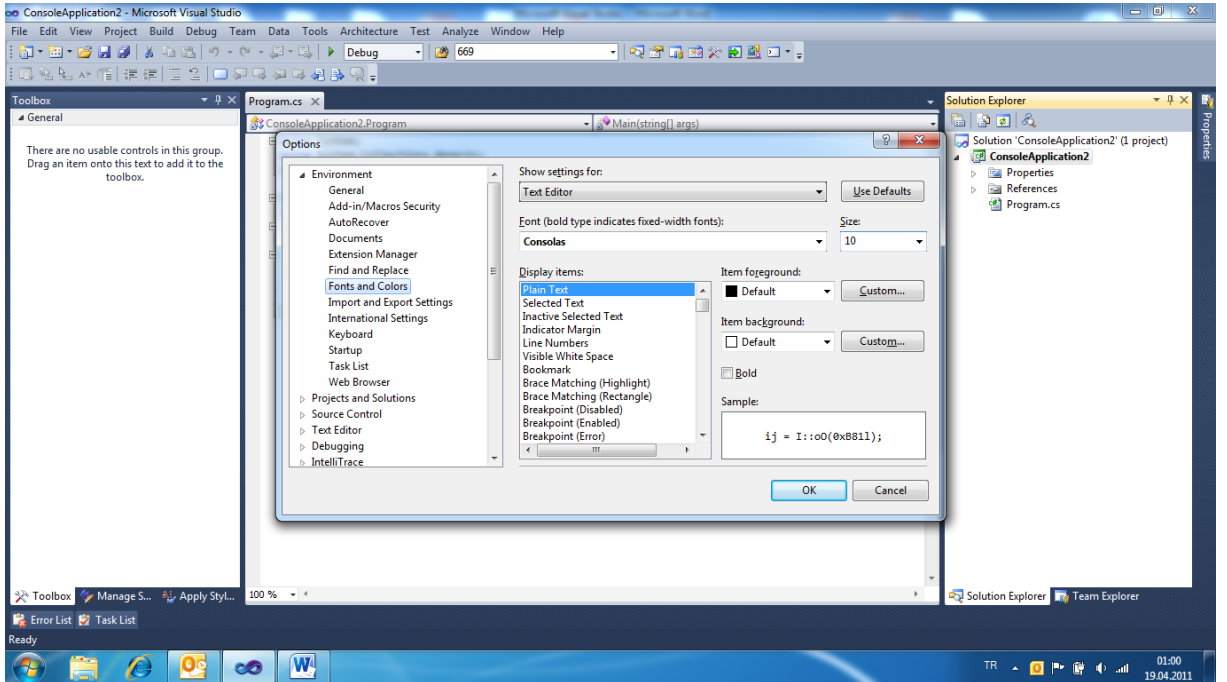 ConsoleApplication2 - Microsoft Visual Studio
File Edit View Project Build Debug Team Data Tools Architecture Test Analyze Window Help
Debug 669
Toolbox
General
There are no usable controls in this group.
Drag an item onto this text to add it to the
toolbox.
Program.cs
ConsoleApplication2.Program Main(string[] args)
Options
Environment
General
Add-in/Macros Security
AutoRecover
Documents
Extension Manager
Find and Replace
Fonts and Colors
Import and Export Settings
International Settings
Keyboard
Startup
Task List
Web Browser
Projects and Solutions
Source Control
Text Editor
Debugging
IntelliTrace
Show settings for:
Text Editor Use Defaults
Font (bold type indicates fixed-width fonts): Size:
Consolas 10
Display items:
Plain Text
Selected Text
Inactive Selected Text
Indicator Margin
Line Numbers
Visible White Space
Bookmark
Brace Matching (Highlight)
Brace Matching (Rectangle)
Breakpoint (Disabled)
Breakpoint (Enabled)
Breakpoint (Error)
Item foreground:
Default Custom...
Item background:
Default Custom...
Bold
Sample:
ij = I::oO(0xB81l);
OK Cancel
Solution Explorer
Solution 'ConsoleApplication2' (1 project)
ConsoleApplication2
Properties
References
Program.cs
Properties
100 %
Toolbox Manage S... Apply Styl...
Solution Explorer Team Explorer
Error List Task List
Ready
TR
01:00
19.04.2011